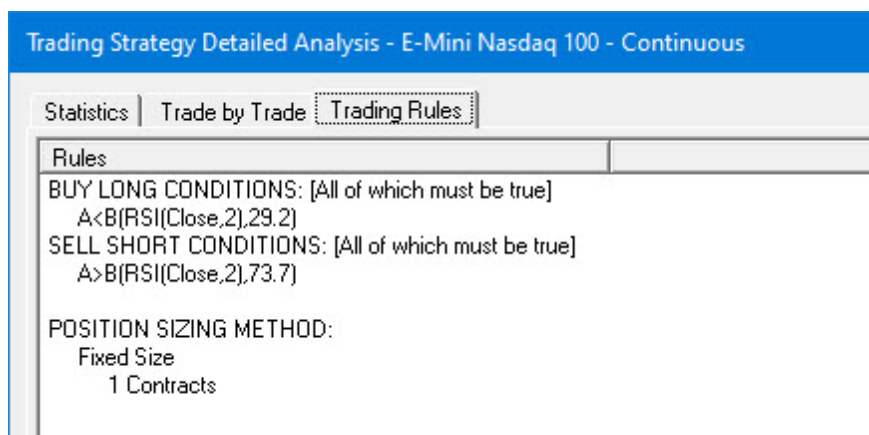 Trading Strategy Detailed Analysis - E-Mini Nasdaq 100 - Continuous
Statistics Trade by Trade Trading Rules
Rules
BUY LONG CONDITIONS: [All of which must be true]
A<B(RSI(Close,2),29.2)
SELL SHORT CONDITIONS: [All of which must be true]
A>B(RSI(Close,2),73.7)
POSITION SIZING METHOD:
Fixed Size
1 Contracts